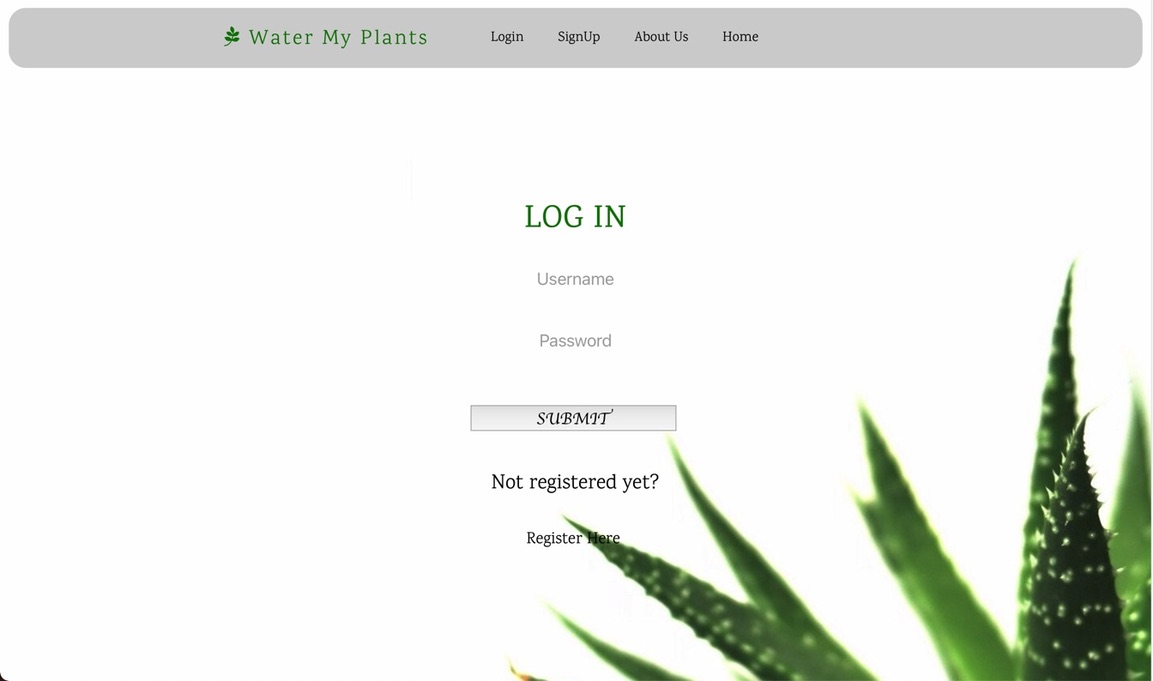 Water My Plants Login SignUp About Us Home
LOG IN
Username
Password
SUBMIT
Not registered yet?
Register Here